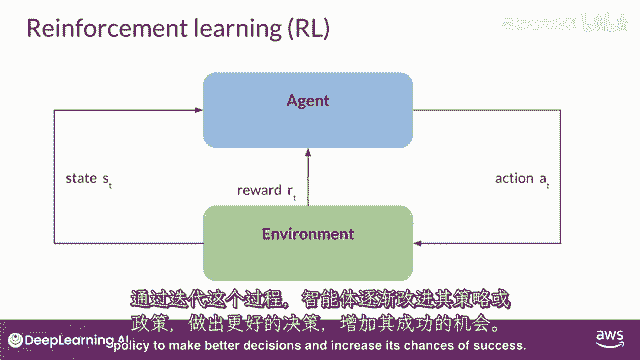 Reinforcement learning (RL)
Agent
state sₜ
reward rₜ
action aₜ
Environment
通过迭代这个过程，智能体逐渐改进其策略或
政策，做出更好的决策，增加其成功的机会。
DeepLearning.AI
policy to make better decisions and increase its chances of success.
aws